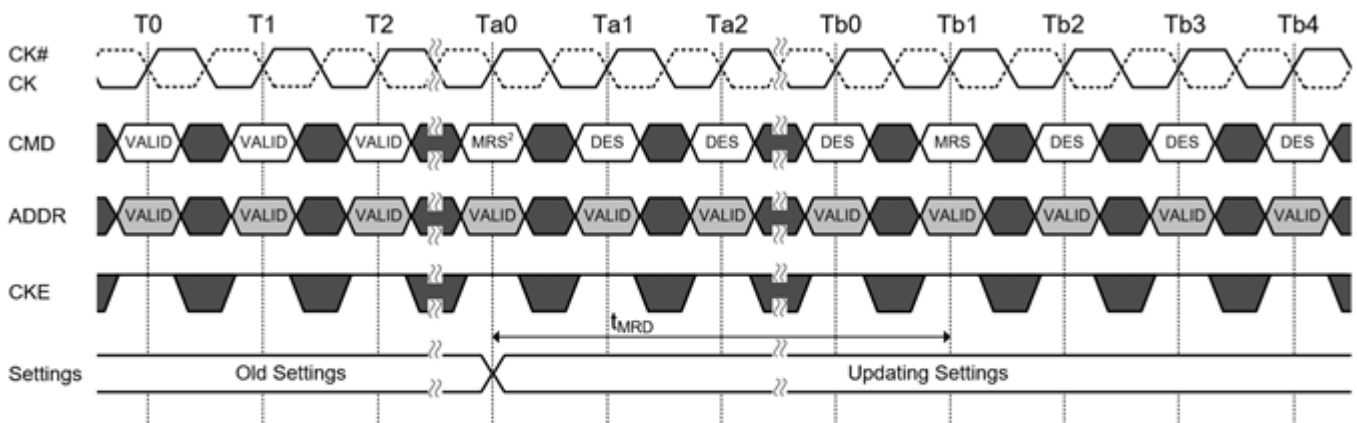 T0 T1 T2 Ta0 Ta1 Ta2 Tb0 Tb1 Tb2 Tb3 Tb4
CK#
CK
CMD VALID VALID VALID MRS² DES DES DES MRS DES DES DES
ADDR VALID VALID VALID VALID VALID VALID VALID VALID VALID VALID VALID
CKE
tMRD
Settings Old Settings Updating Settings